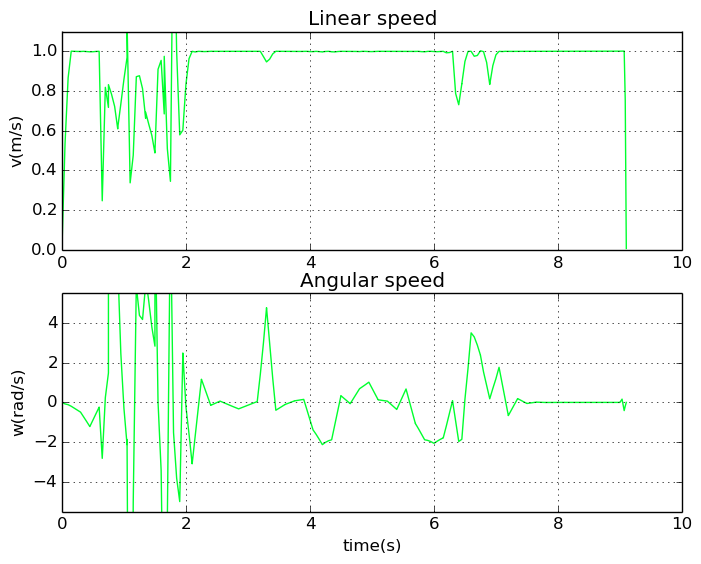 Linear speed
v(m/s)
1.0
0.8
0.6
0.4
0.2
0.0
0 2 4 6 8 10
Angular speed
w(rad/s)
4
2
0
−2
−4
0 2 4 6 8 10
time(s)